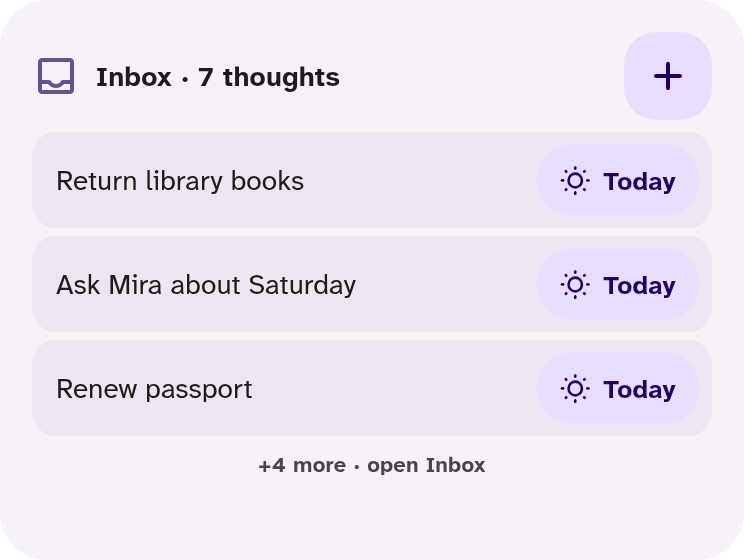 Inbox · 7 thoughts
Return library books Today
Ask Mira about Saturday Today
Renew passport Today
+4 more · open Inbox